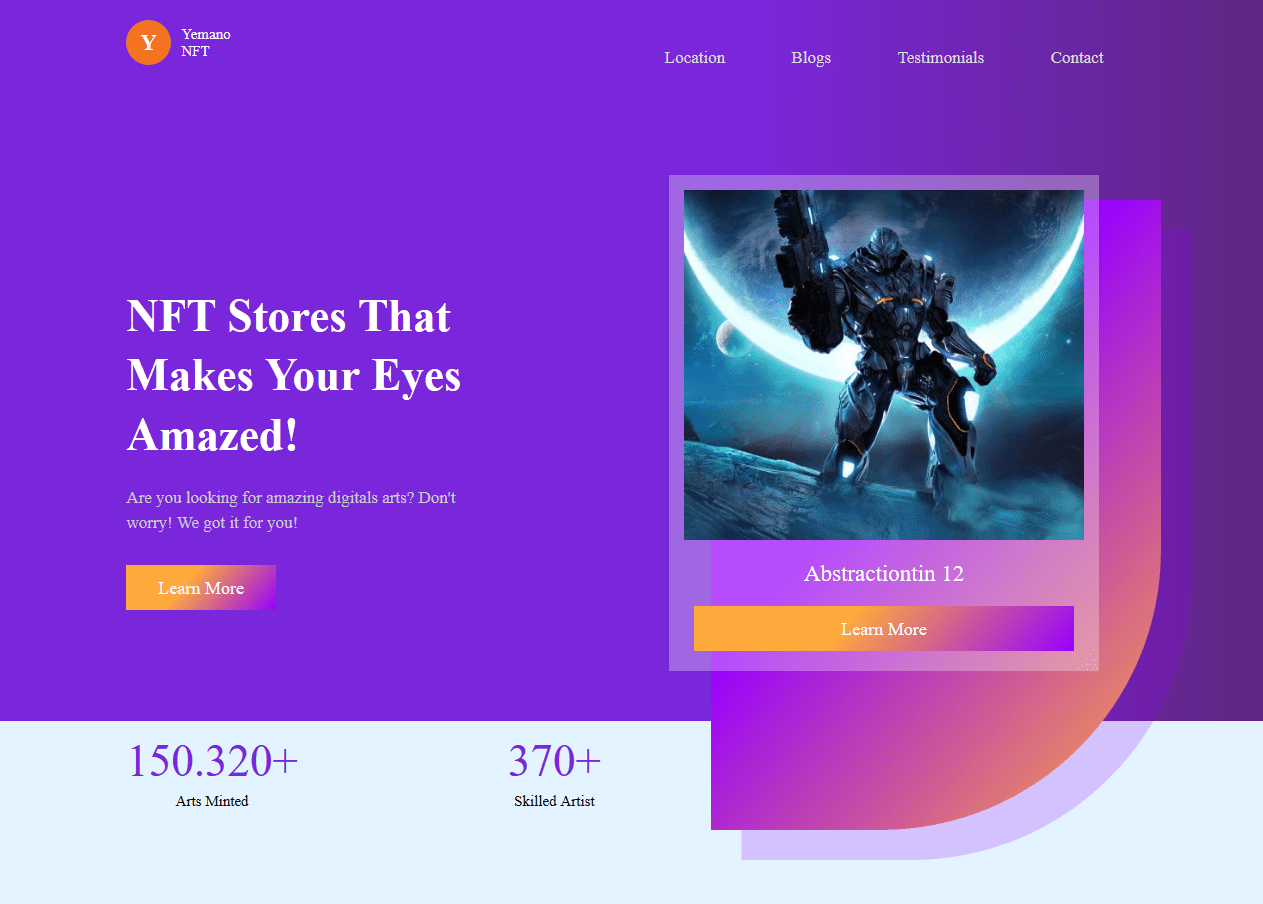 Y
Yemano
NFT
Location
Blogs
Testimonials
Contact
NFT Stores That
Makes Your Eyes
Amazed!
Are you looking for amazing digitals arts? Don't
worry! We got it for you!
Learn More
Abstractiontin 12
Learn More
150.320+
Arts Minted
370+
Skilled Artist